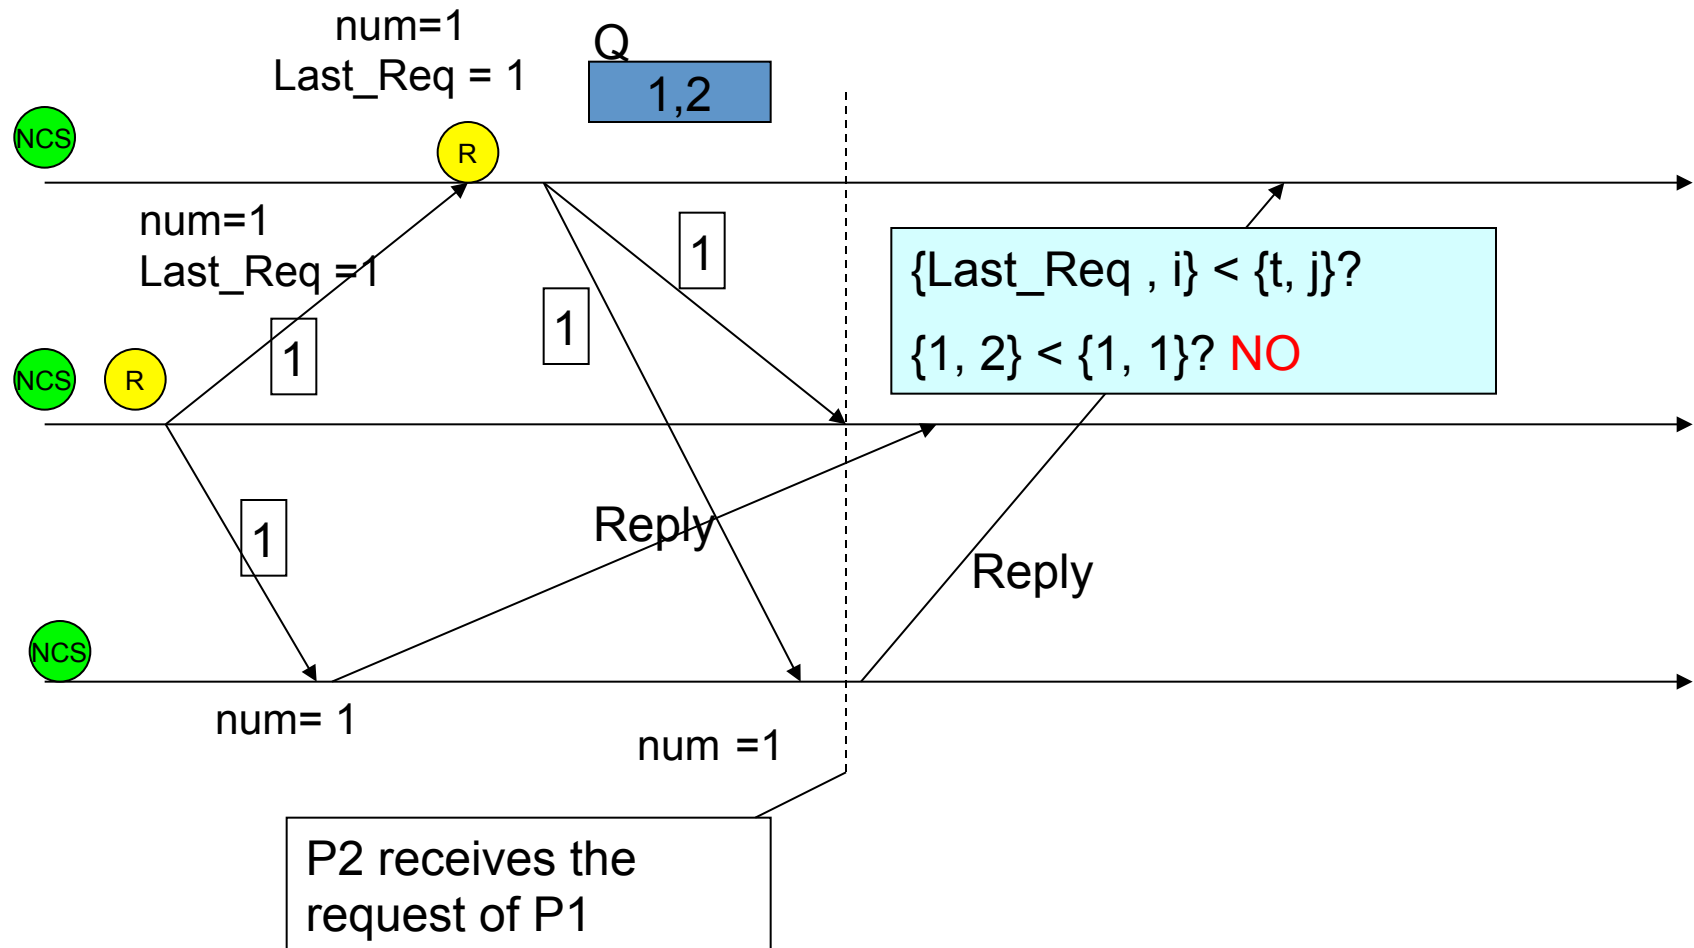 num=1
Last_Req = 1
Q
1,2
NCS
R
num=1
Last_Req =1
1
1
1
{Last_Req , i} < {t, j}?
{1, 2} < {1, 1}? NO
NCS
R
1
Reply
Reply
NCS
num= 1
num =1
P2 receives the
request of P1